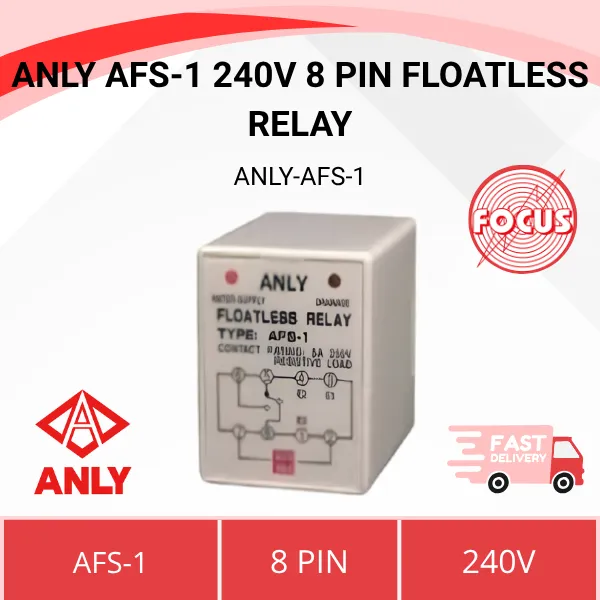 ANLY AFS-1 240V 8 PIN FLOATLESS
RELAY
ANLY-AFS-1
FOCUS
ANLY
FLOATLESS RELAY
TYPE:
CONTACT
LOAD
ANLY
FAST
DELIVERY
AFS-1
8 PIN
240V